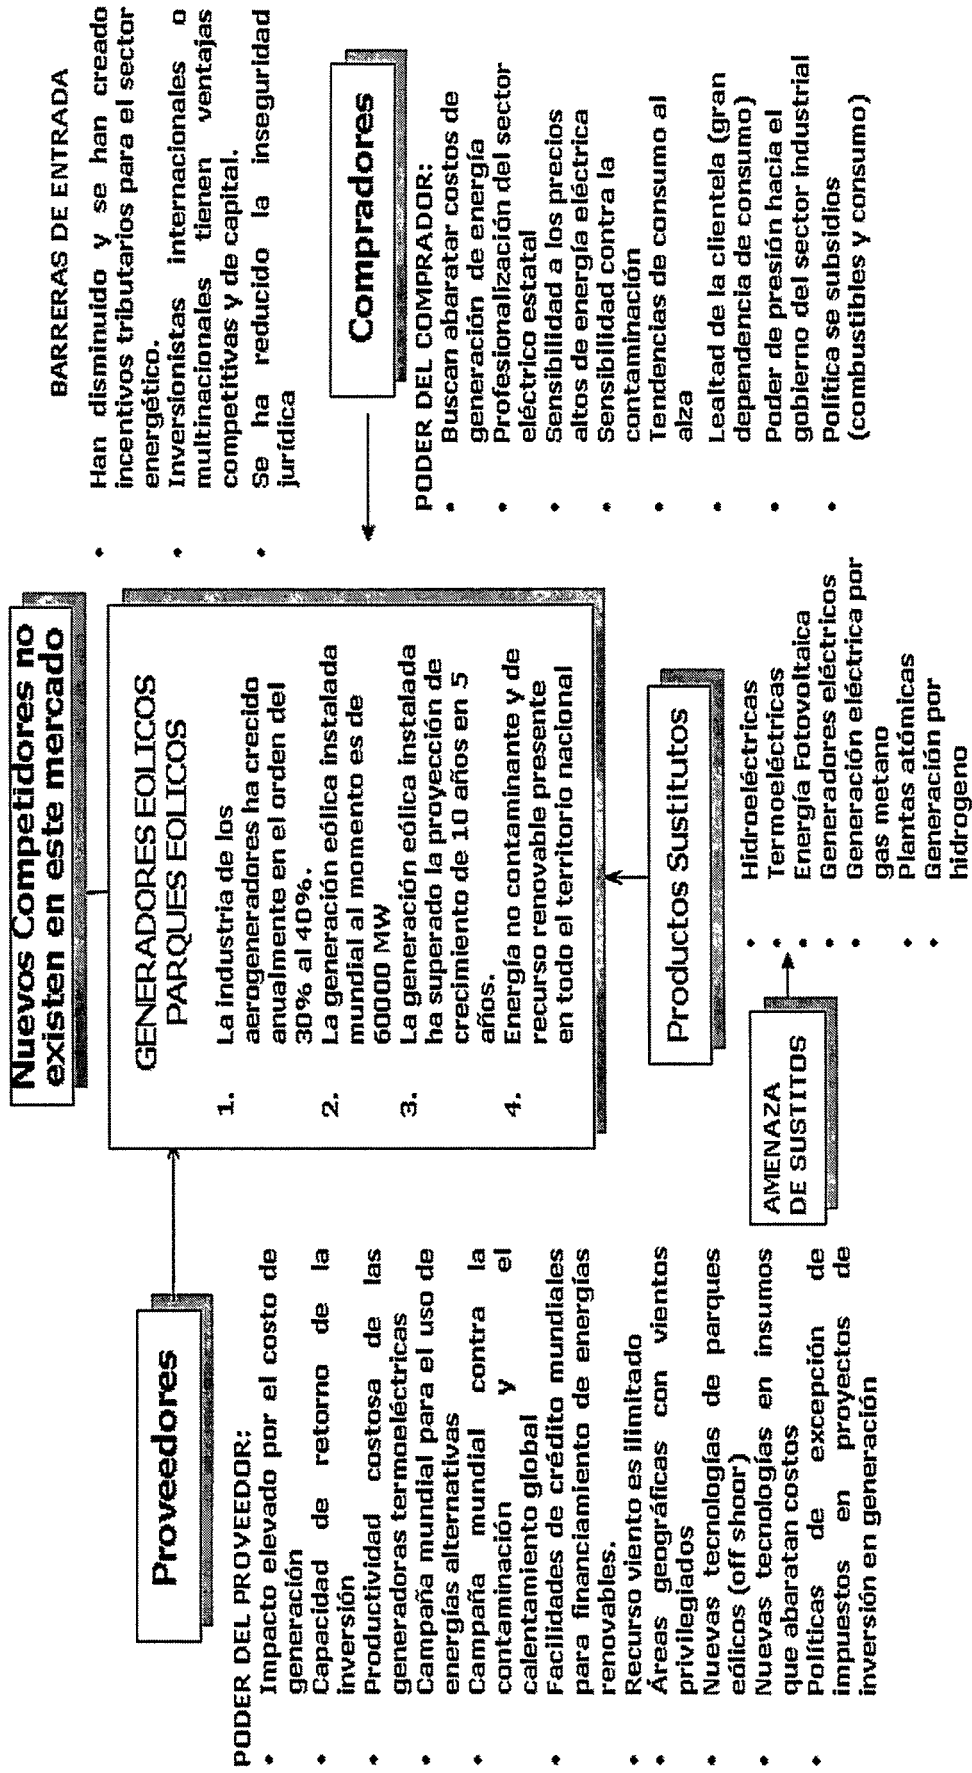 Nuevos Competidores no
existen en este mercado
BARRERAS DE ENTRADA
• Han disminuido y se han creado
incentivos tributarios para el sector
energético.
• Inversionistas internacionales o
multinacionales tienen ventajas
competitivas y de capital.
• Se ha reducido la inseguridad
jurídica
Proveedores
PODER DEL PROVEEDOR:
• Impacto elevado por el costo de
generación
• Capacidad de retorno de la
inversión
• Productividad costosa de las
generadoras termoeléctricas
• Campaña mundial para el uso de
energías alternativas
• Campaña mundial contra la
contaminación y el
calentamiento global
• Facilidades de crédito mundiales
para financiamiento de energías
renovables.
• Recurso viento es ilimitado
• Áreas geográficas con vientos
privilegiados
• Nuevas tecnologías de parques
eólicos (off shoor)
• Nuevas tecnologías en insumos
que abaratan costos
• Políticas de excepción de
impuestos en proyectos de
inversión en generación
GENERADORES EOLICOS
PARQUES EOLICOS
1. La industria de los
aerogeneradores ha crecido
anualmente en el orden del
30% al 40%.
2. La generación eólica instalada
mundial al momento es de
60000 MW
3. La generación eólica instalada
ha superado la proyección de
crecimiento de 10 años en 5
años.
4. Energía no contaminante y de
recurso renovable presente
en todo el territorio nacional
Compradores
PODER DEL COMPRADOR:
• Buscan abaratar costos de
generación de energía
• Profesionalización del sector
eléctrico estatal
• Sensibilidad a los precios
altos de energía eléctrica
• Sensibilidad contra la
contaminación
• Tendencias de consumo al
alza
• Lealtad de la clientela (gran
dependencia de consumo)
• Poder de presión hacia el
gobierno del sector industrial
• Política se subsidios
(combustibles y consumo)
Productos Sustitutos
AMENAZA
DE SUSTITOS
• Hidroeléctricas
• Termoeléctricas
• Energía Fotovoltaica
• Generadores eléctricos
• Generación eléctrica por
gas metano
• Plantas atómicas
• Generación por
hidrogeno